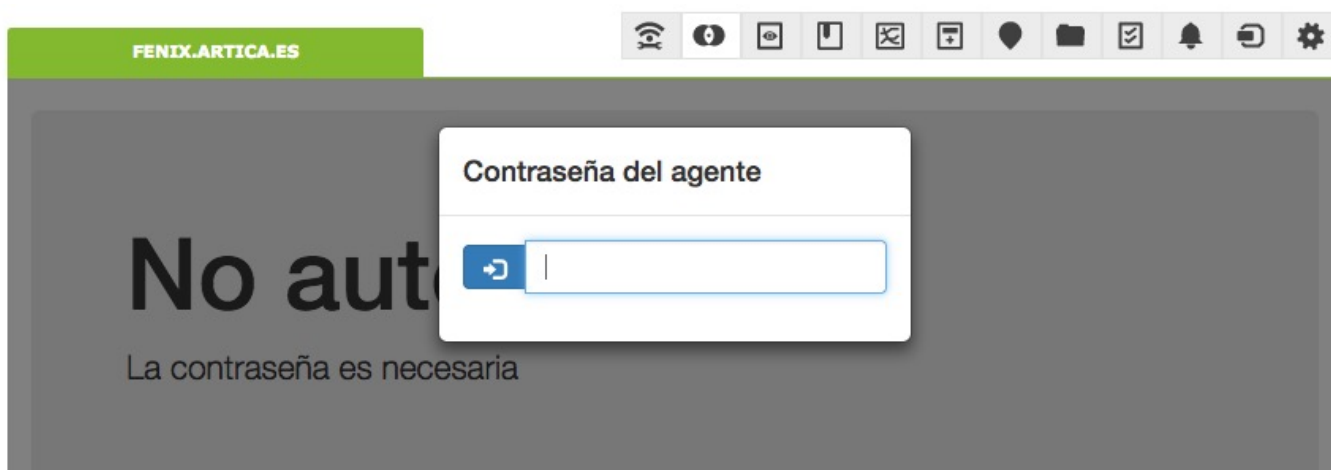 FENIX.ARTICA.ES
Contraseña del agente
No aut
La contraseña es necesaria